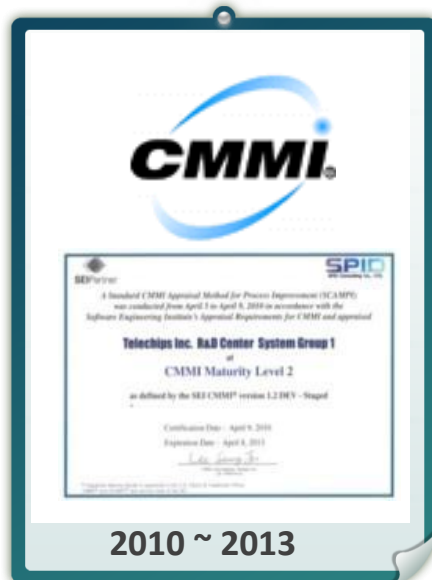 CMMI®
SEI Partner
SPID
A Standard CMMI Appraisal Method for Process Improvement (SCAMPI)
was conducted from April 5 to April 9, 2010 in accordance with the
Software Engineering Institute's Appraisal Requirements for CMMI and appraised
Telechips Inc. R&D Center System Group 1
at
CMMI Maturity Level 2
as defined by the SEI CMMI® version 1.2 DEV - Staged
Certification Date - April 9, 2010
Expiration Date - April 8, 2013
2010 ~ 2013